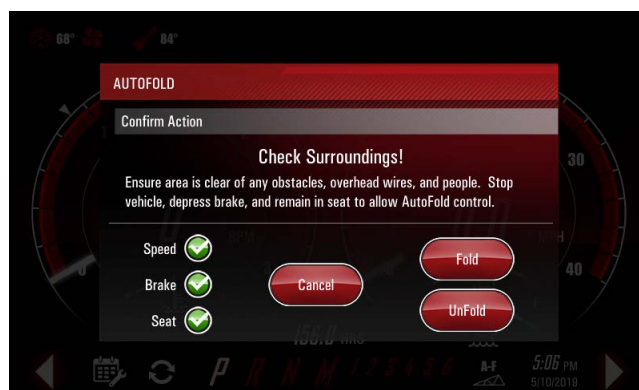 68° 84°
AUTOFOLD
Confirm Action
Check Surroundings!
Ensure area is clear of any obstacles, overhead wires, and people. Stop
vehicle, depress brake, and remain in seat to allow AutoFold control.
30
Speed
Fold
40
Brake
Cancel
UnFold
Seat
156.0 HRS
P R N M 1 2 3 4 5 6 A-F 5:06 PM
5/10/2019